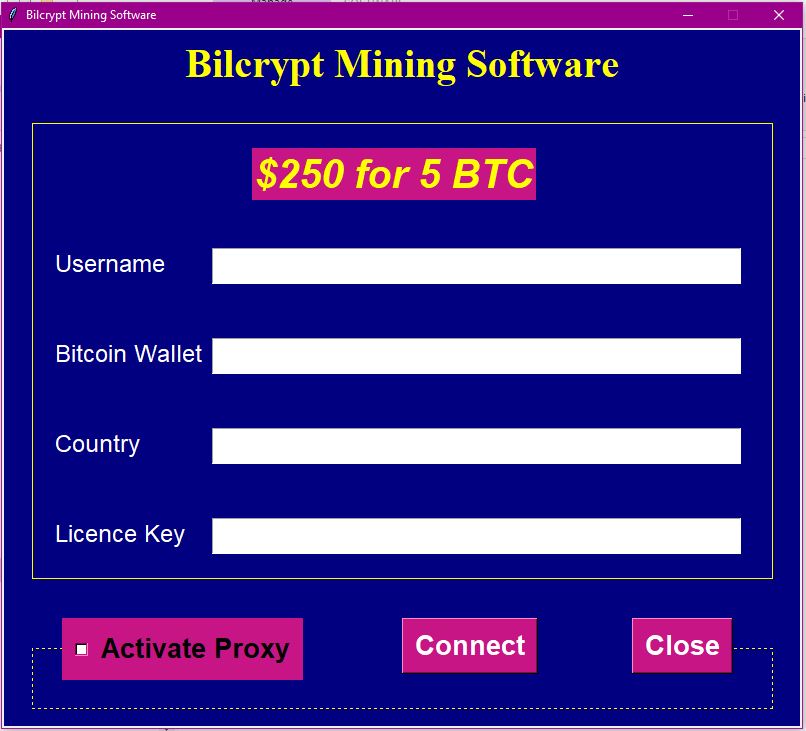 Bilcrypt Mining Software
Bilcrypt Mining Software
$250 for 5 BTC
Username
Bitcoin Wallet
Country
Licence Key
Activate Proxy
Connect
Close